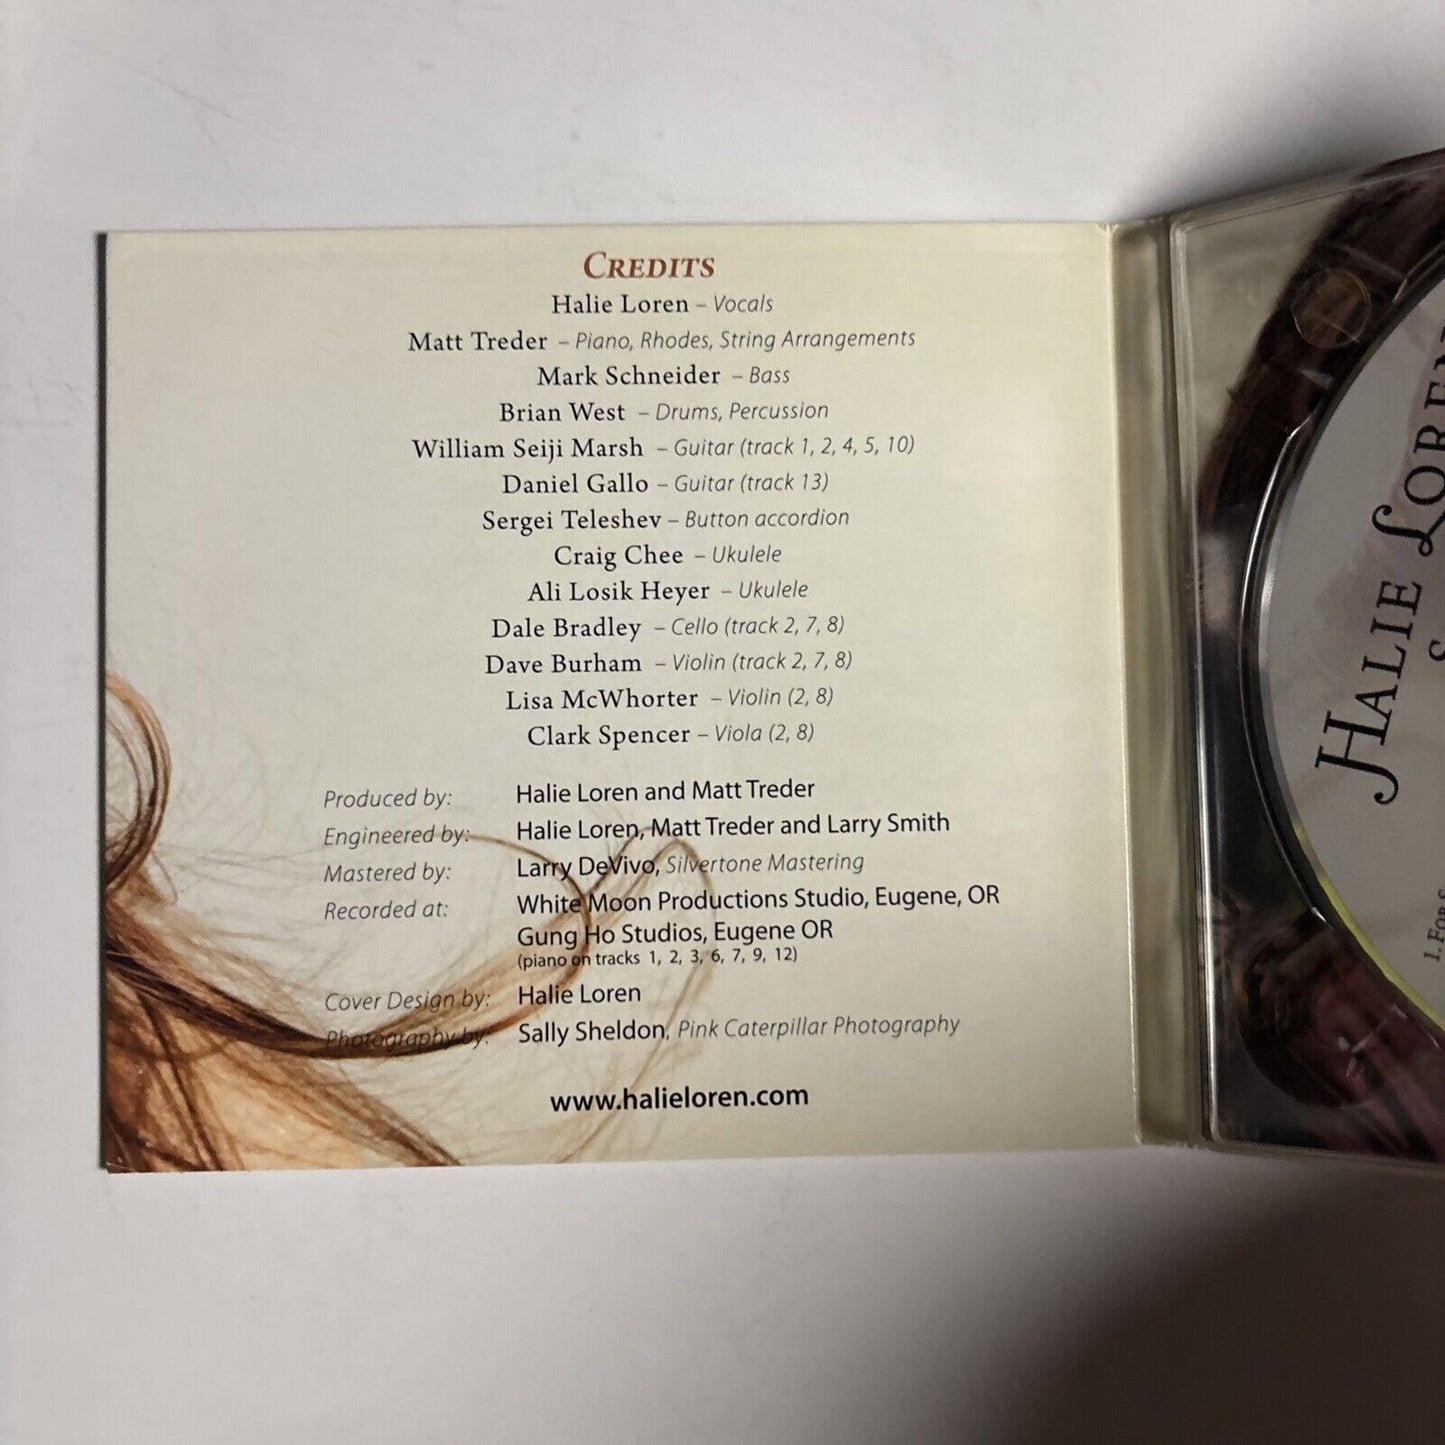 CREDITS
Halie Loren – Vocals
Matt Treder – Piano, Rhodes, String Arrangements
Mark Schneider – Bass
Brian West – Drums, Percussion
William Seiji Marsh – Guitar (track 1, 2, 4, 5, 10)
Daniel Gallo – Guitar (track 13)
Sergei Teleshev – Button accordion
Craig Chee – Ukulele
Ali Losik Heyer – Ukulele
Dale Bradley – Cello (track 2, 7, 8)
Dave Burham – Violin (track 2, 7, 8)
Lisa McWhorter – Violin (2, 8)
Clark Spencer – Viola (2, 8)
Produced by: Halie Loren and Matt Treder
Engineered by: Halie Loren, Matt Treder and Larry Smith
Mastered by: Larry DeVivo, Silvertone Mastering
Recorded at: White Moon Productions Studio, Eugene, OR
Gung Ho Studios, Eugene OR
(piano on tracks 1, 2, 3, 6, 7, 9, 12)
Cover Design by: Halie Loren
Photography by: Sally Sheldon, Pink Caterpillar Photography
www.halieloren.com
HALIE LOREN
1. FOR